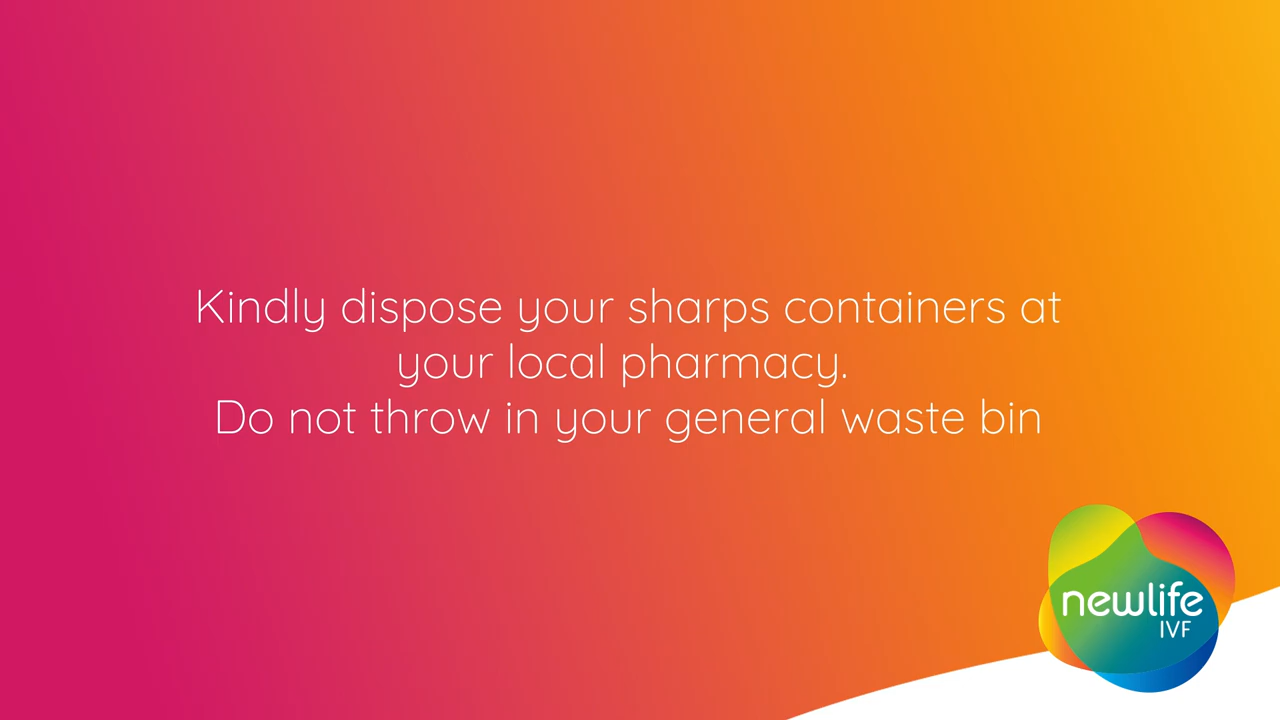 Kindly dispose your sharps containers at
your local pharmacy.
Do not throw in your general waste bin
newlife
IVF